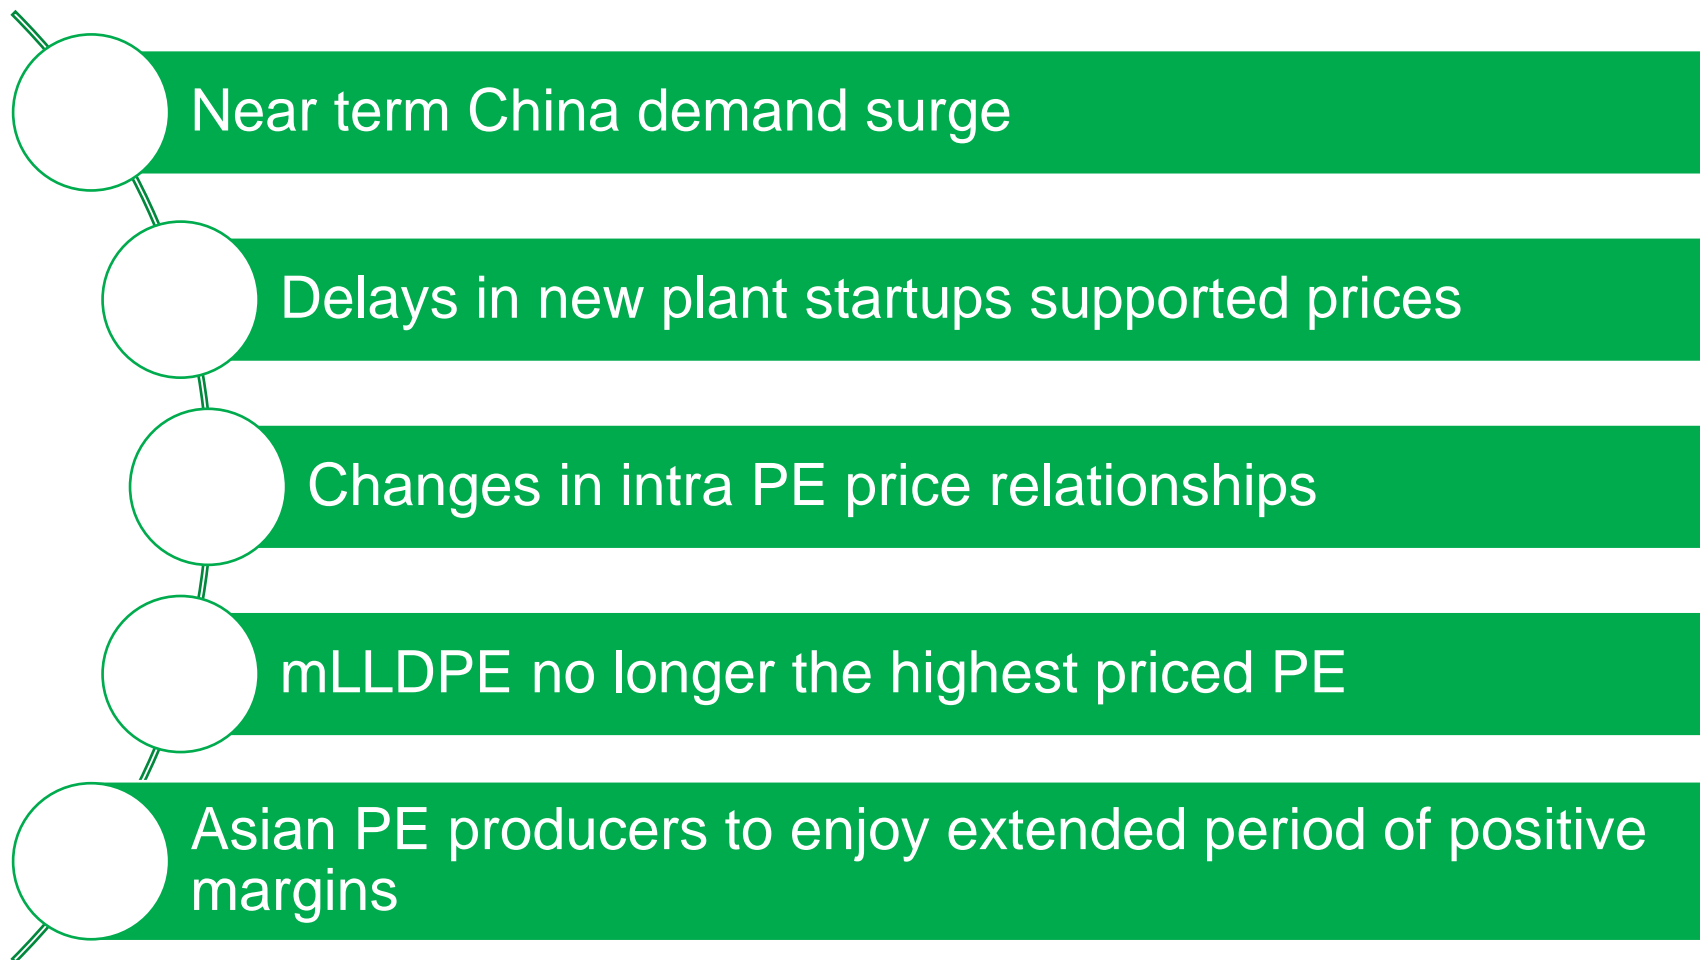 Near term China demand surge
Delays in new plant startups supported prices
Changes in intra PE price relationships
mLLDPE no longer the highest priced PE
Asian PE producers to enjoy extended period of positive
margins